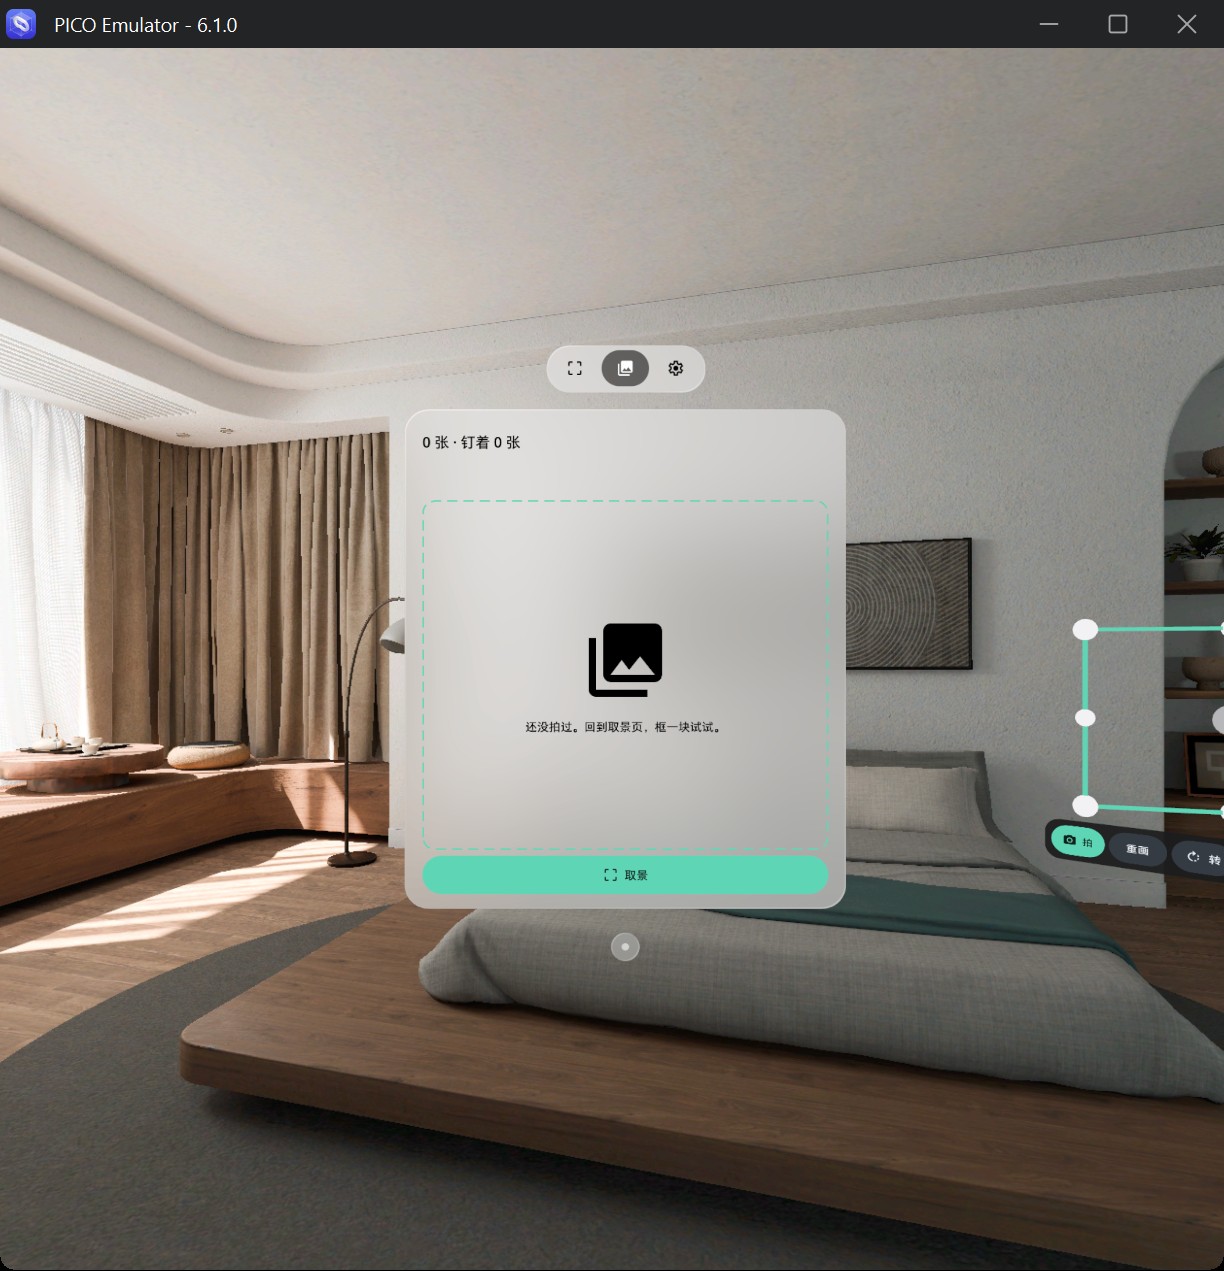 PICO Emulator - 6.1.0
0 张 · 钉着 0 张
还没拍过。回到取景页，框一块试试。
取景
拍
重画
转